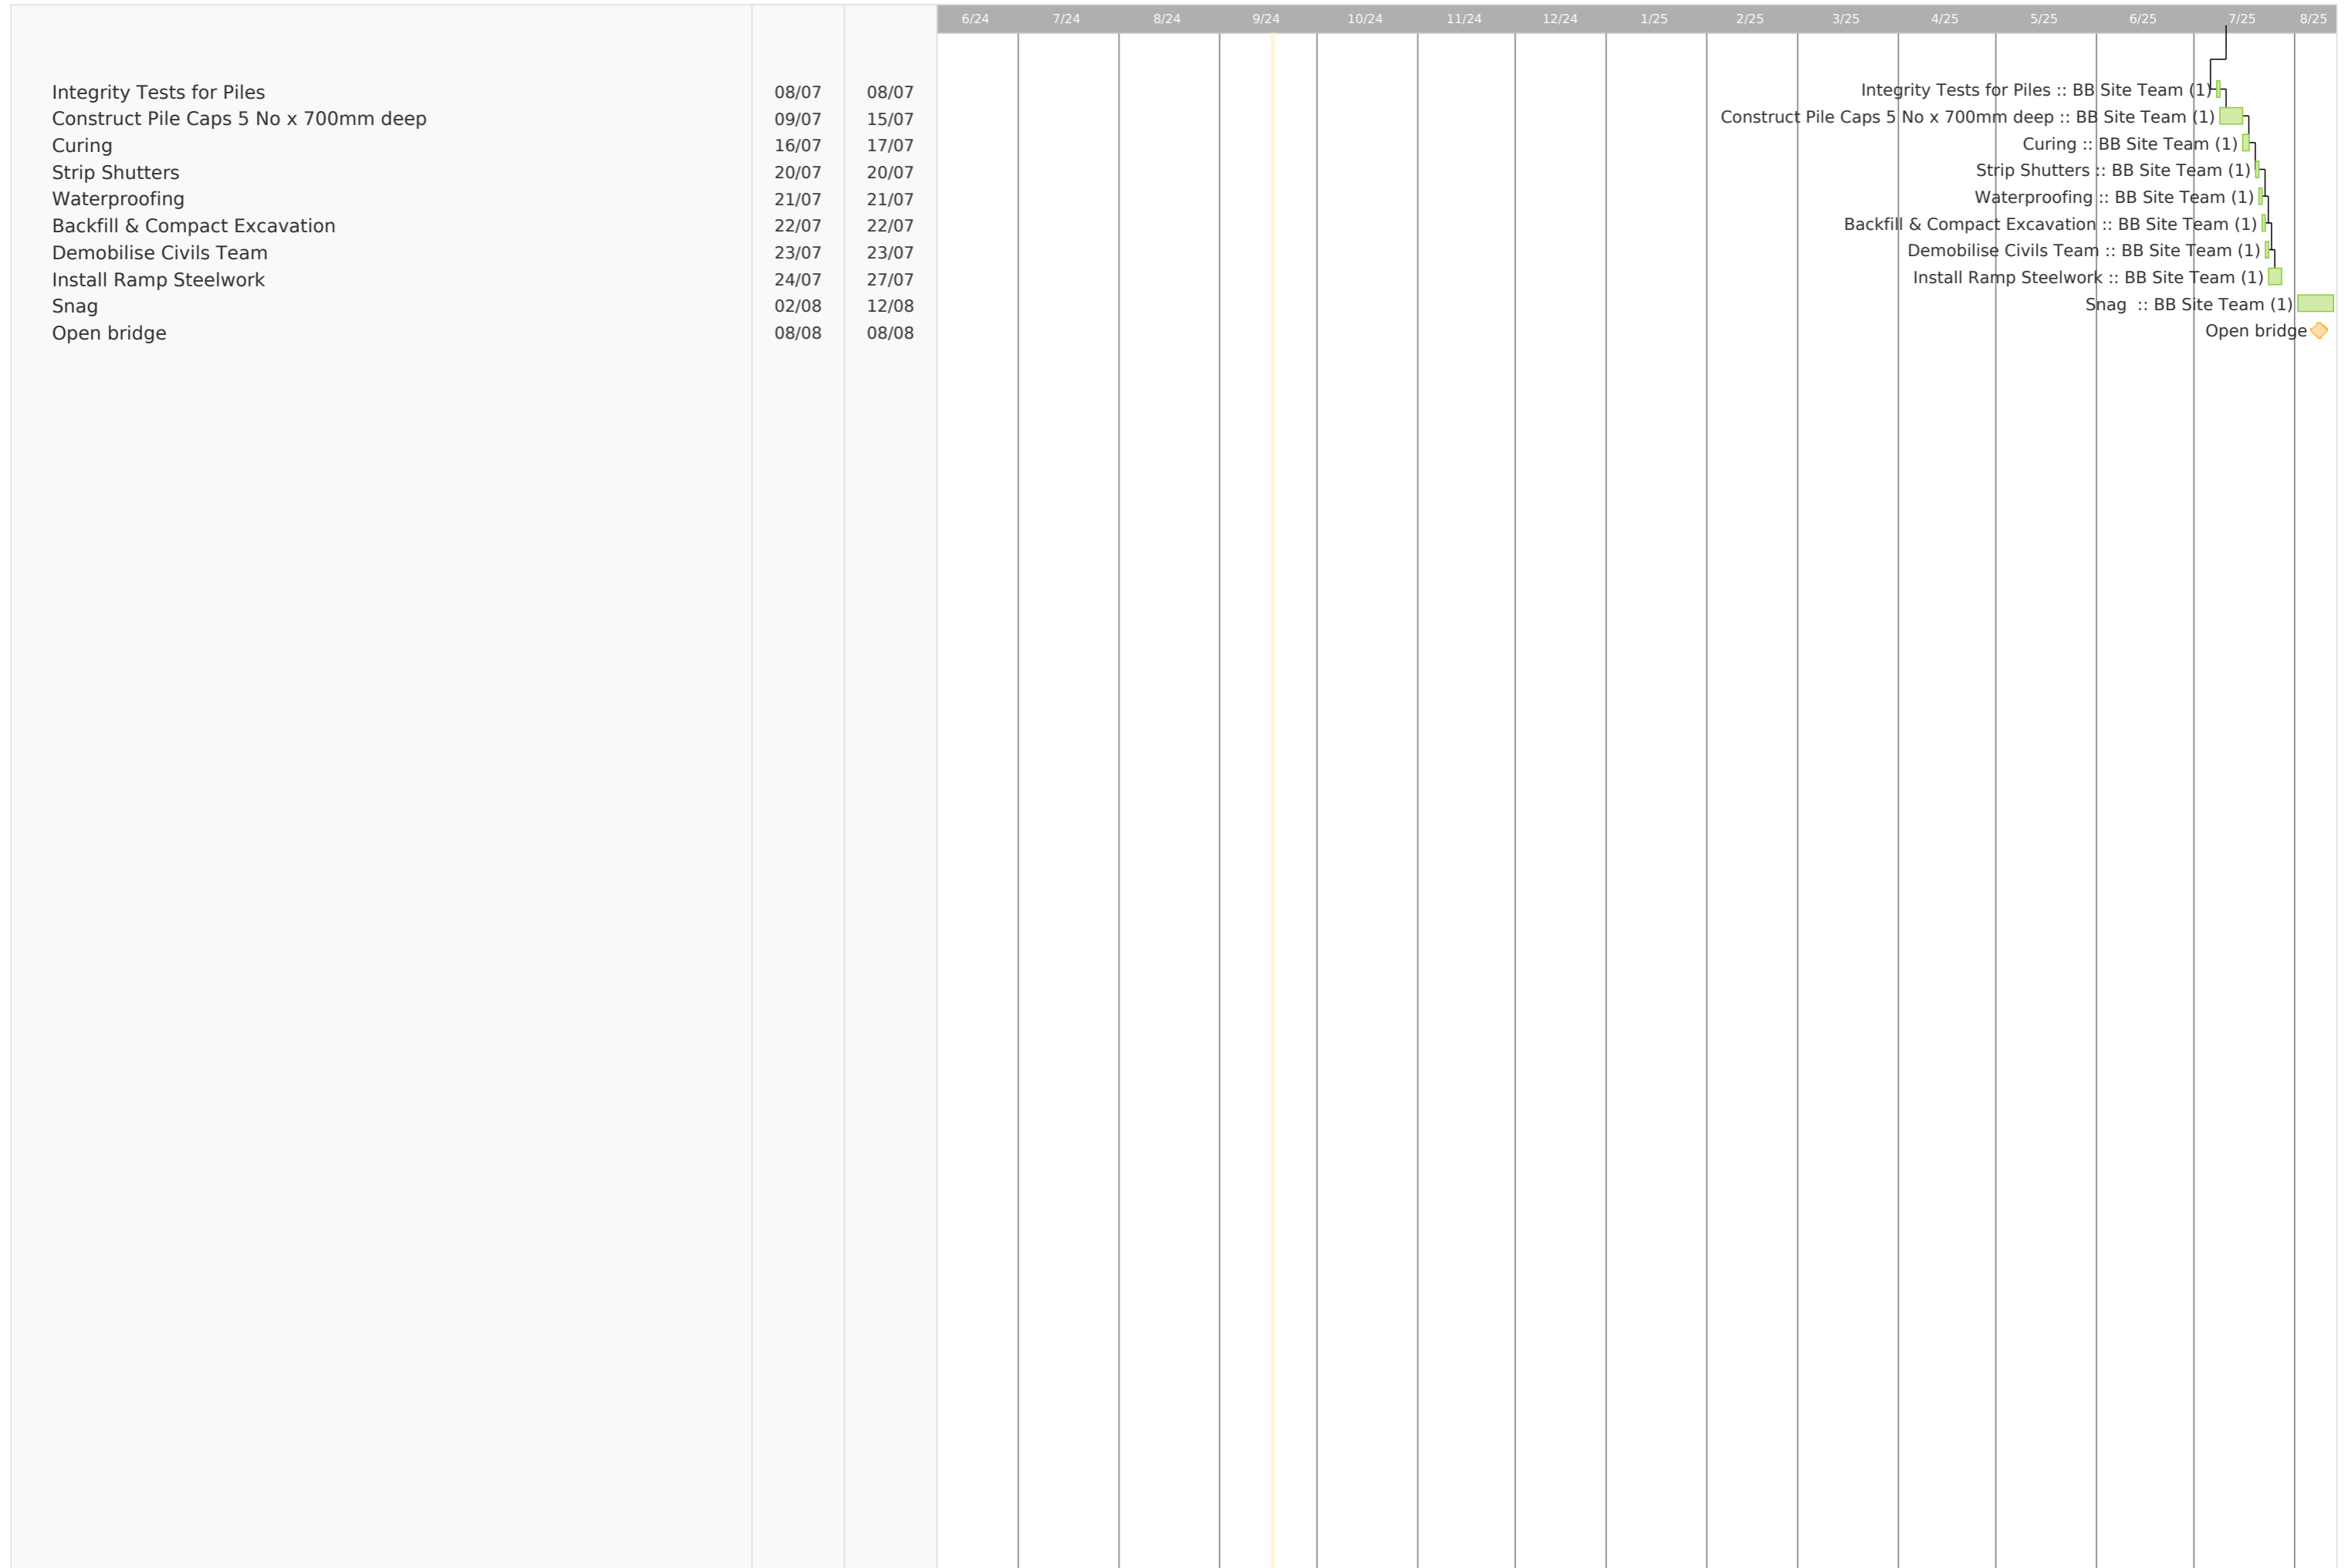 6/24 7/24 8/24 9/24 10/24 11/24 12/24 1/25 2/25 3/25 4/25 5/25 6/25 7/25 8/25
Integrity Tests for Piles 08/07 08/07 Integrity Tests for Piles :: BB Site Team (1)
Construct Pile Caps 5 No x 700mm deep 09/07 15/07 Construct Pile Caps 5 No x 700mm deep :: BB Site Team (1)
Curing 16/07 17/07 Curing :: BB Site Team (1)
Strip Shutters 20/07 20/07 Strip Shutters :: BB Site Team (1)
Waterproofing 21/07 21/07 Waterproofing :: BB Site Team (1)
Backfill & Compact Excavation 22/07 22/07 Backfill & Compact Excavation :: BB Site Team (1)
Demobilise Civils Team 23/07 23/07 Demobilise Civils Team :: BB Site Team (1)
Install Ramp Steelwork 24/07 27/07 Install Ramp Steelwork :: BB Site Team (1)
Snag 02/08 12/08 Snag :: BB Site Team (1)
Open bridge 08/08 08/08 Open bridge